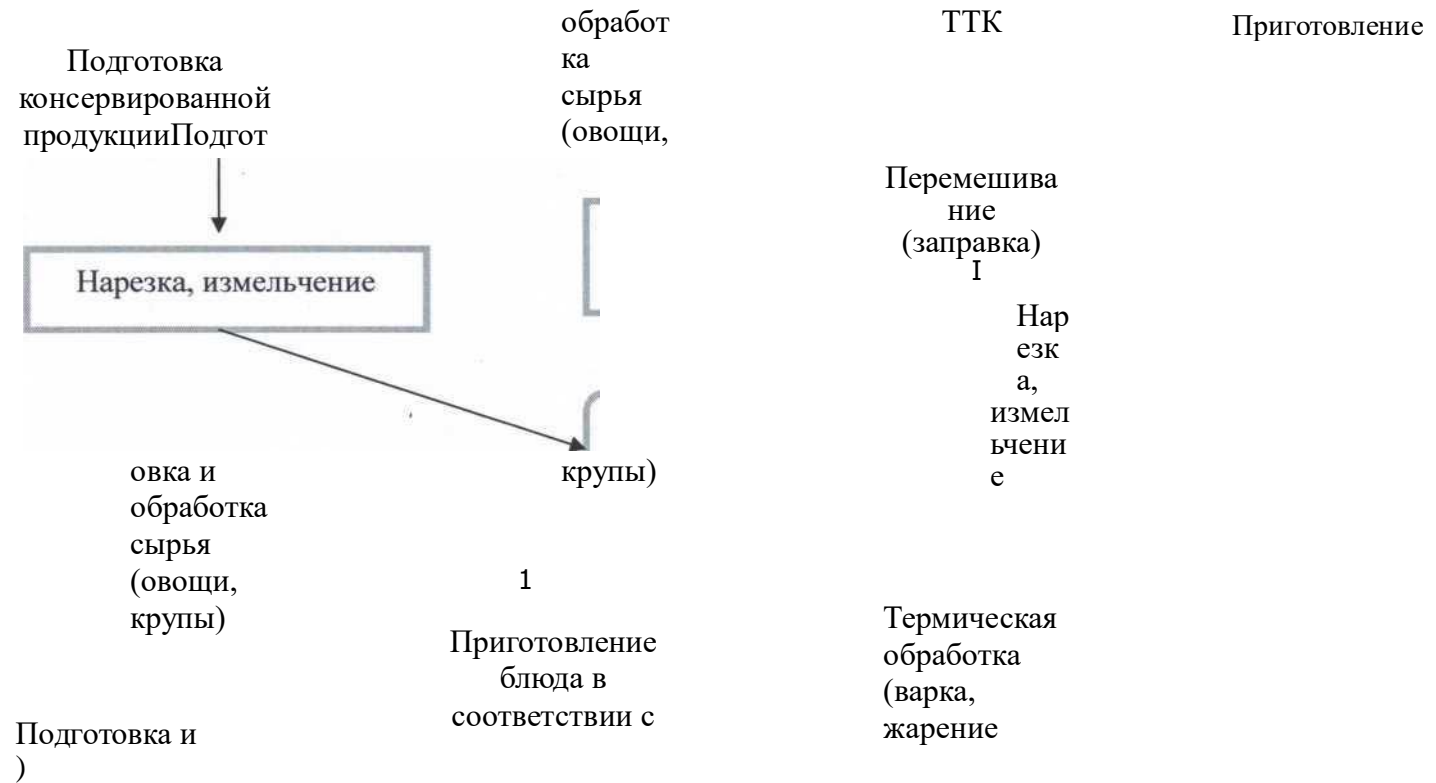 Подготовка
консервированной
продукцииПодгот
Нарезка, измельчение
овка и
обработка
сырья
(овощи,
крупы)
Подготовка и
)
обработ
ка
сырья
(овощи,
крупы)
1
Приготовление
блюда в
соответствии с
ТТК
Перемешива
ние
(заправка)
I
Нар
езк
а,
измел
ьчени
е
Термическая
обработка
(варка,
жарение
Приготовление